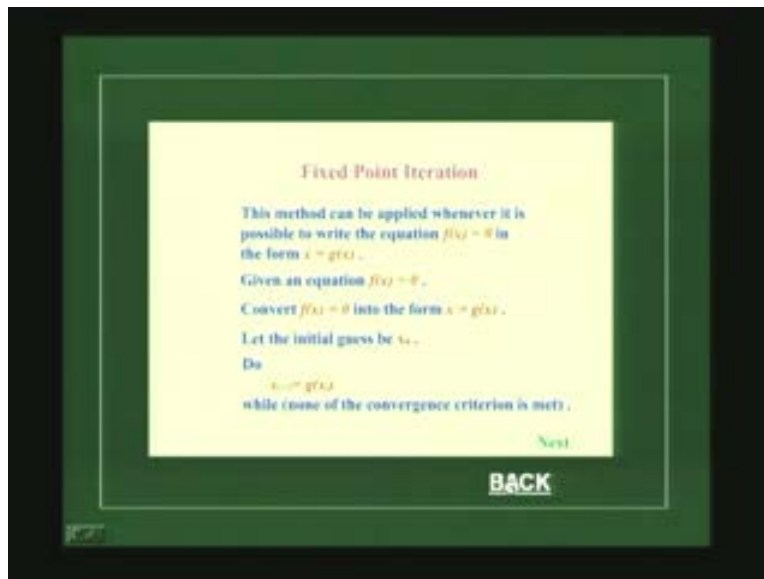 Fixed Point Iteration
This method can be applied whenever it is
possible to write the equation f(x) = 0 in
the form x = g(x) .
Given an equation f(x) = 0 .
Convert f(x) = 0 into the form x = g(x) .
Let the initial guess be x₀ .
Do
= g(xᵢ)
while (none of the convergence criterion is met) .
Next
BACK